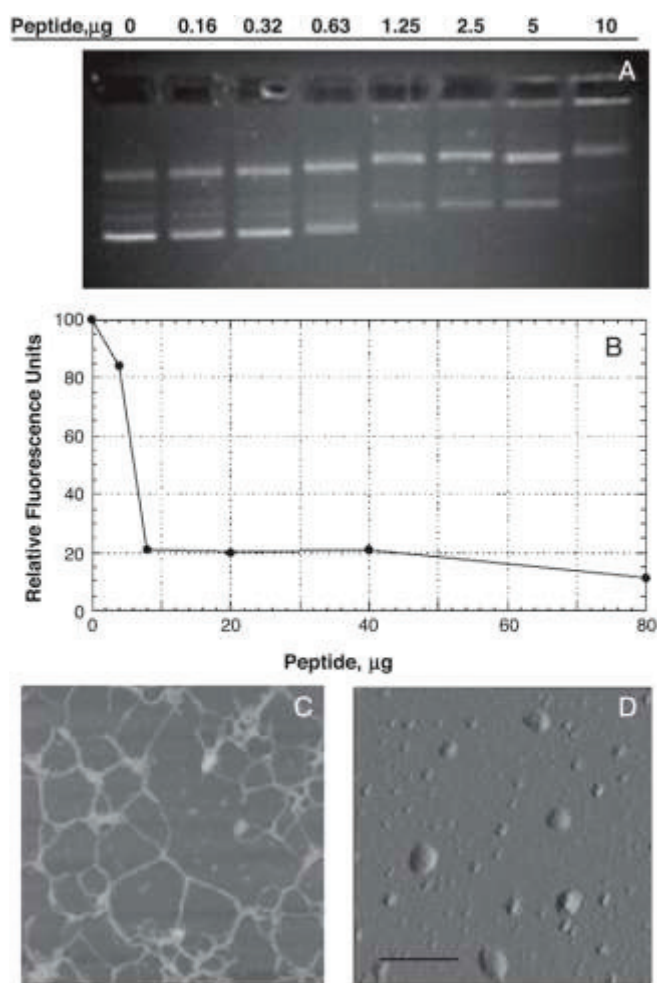 Peptide,μg 0 0.16 0.32 0.63 1.25 2.5 5 10
A
100
80
60
40
20
0
Relative Fluorescence Units
B
0 20 40 60 80
Peptide, μg
C
D